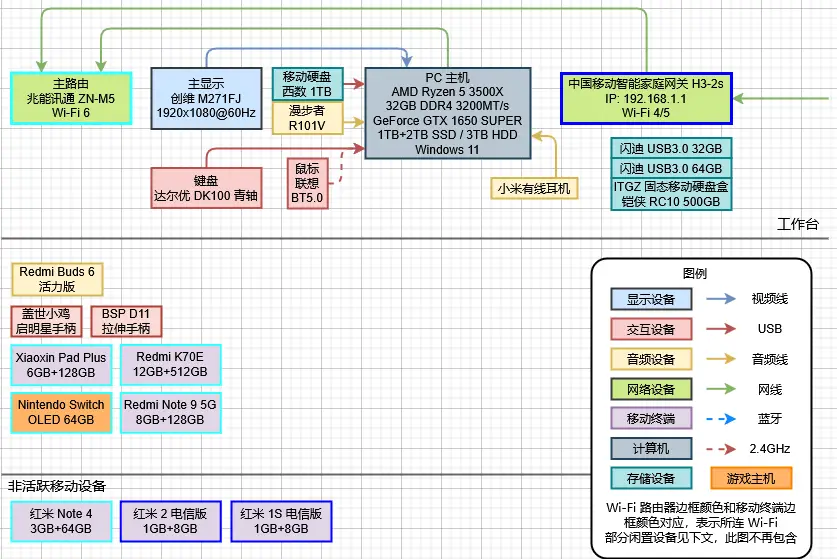 主路由
兆能讯通 ZN-M5
Wi-Fi 6
主显示
创维 M271FJ
1920x1080@60Hz
移动硬盘
西数 1TB
漫步者
R101V
PC 主机
AMD Ryzen 5 3500X
32GB DDR4 3200MT/s
GeForce GTX 1650 SUPER
1TB+2TB SSD / 3TB HDD
Windows 11
中国移动智能家庭网关 H3-2s
IP: 192.168.1.1
Wi-Fi 4/5
键盘
达尔优 DK100 青轴
鼠标
联想
BT5.0
小米有线耳机
闪迪 USB3.0 32GB
闪迪 USB3.0 64GB
ITGZ 固态移动硬盘盒
铠侠 RC10 500GB
工作台
Redmi Buds 6
活力版
盖世小鸡
启明星手柄
BSP D11
拉伸手柄
Xiaoxin Pad Plus
6GB+128GB
Redmi K70E
12GB+512GB
Nintendo Switch
OLED 64GB
Redmi Note 9 5G
8GB+128GB
非活跃移动设备
红米 Note 4
3GB+64GB
红米 2 电信版
1GB+8GB
红米 1S 电信版
1GB+8GB
图例
显示设备
视频线
交互设备
USB
音频设备
音频线
网络设备
网线
移动终端
蓝牙
计算机
2.4GHz
存储设备
游戏主机
Wi-Fi 路由器边框颜色和移动终端边
框颜色对应，表示所连 Wi-Fi
部分闲置设备见下文，此图不再包含